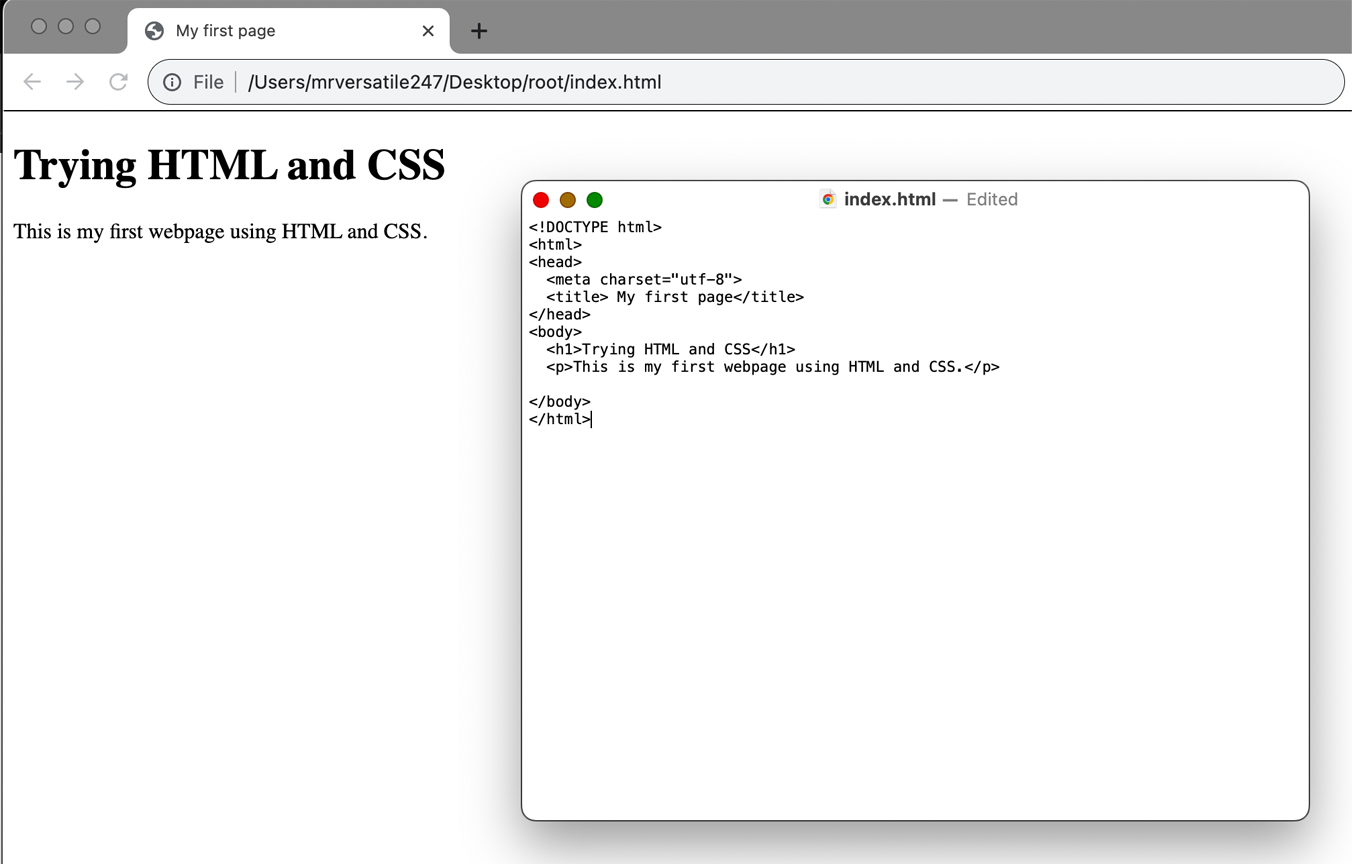 My first page
File /Users/mrversatile247/Desktop/root/index.html
Trying HTML and CSS
This is my first webpage using HTML and CSS.
index.html — Edited
<!DOCTYPE html>
<html>
<head>
  <meta charset="utf-8">
  <title> My first page</title>
</head>
<body>
  <h1>Trying HTML and CSS</h1>
  <p>This is my first webpage using HTML and CSS.</p>

</body>
</html>